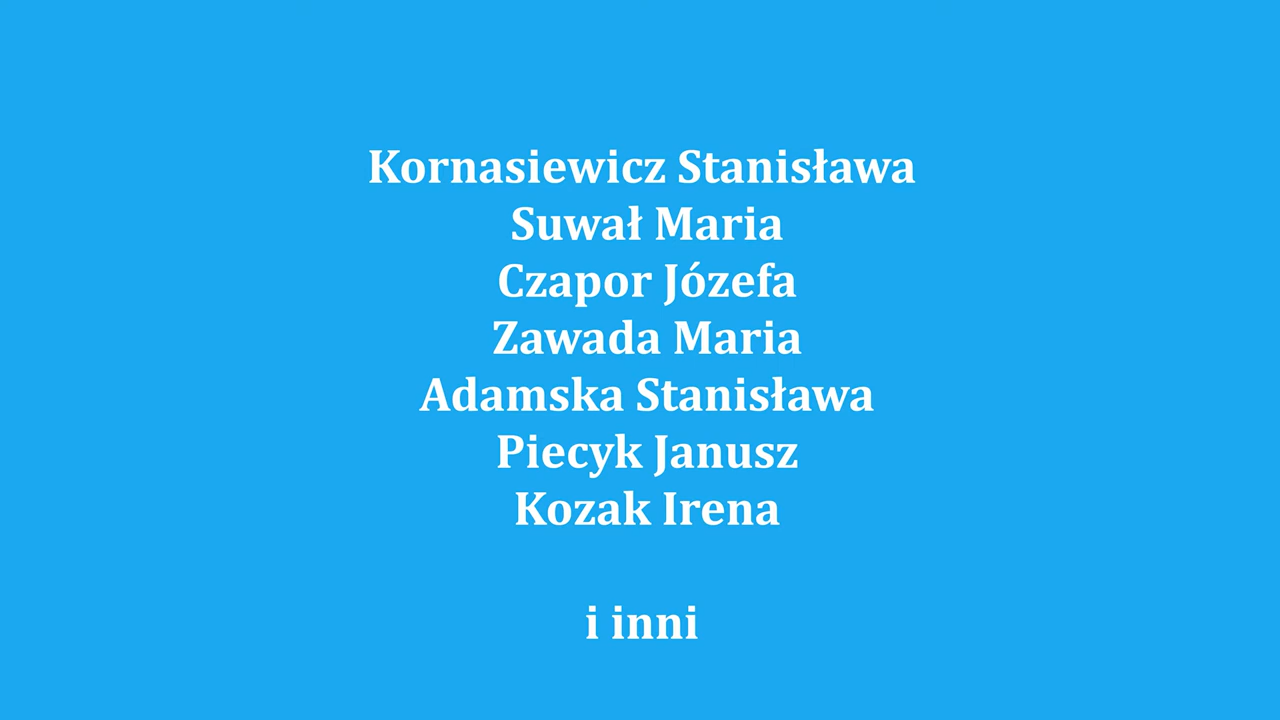 Kornasiewicz Stanisława
Suwał Maria
Czapor Józefa
Zawada Maria
Adamska Stanisława
Piecyk Janusz
Kozak Irena
i inni